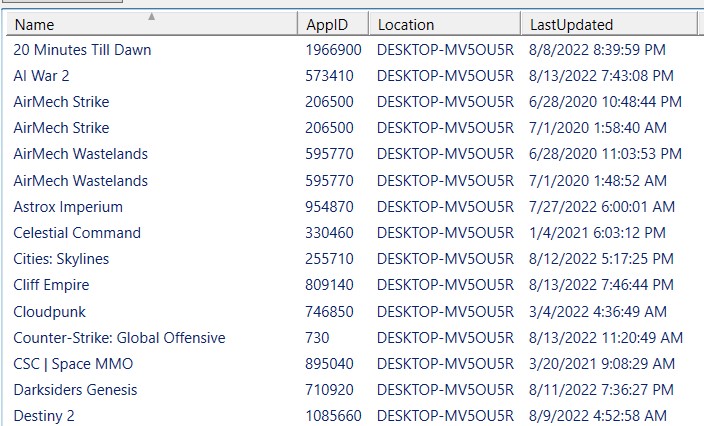 Name AppID Location LastUpdated
20 Minutes Till Dawn 1966900 DESKTOP-MV5OU5R 8/8/2022 8:39:59 PM
AI War 2 573410 DESKTOP-MV5OU5R 8/13/2022 7:43:08 PM
AirMech Strike 206500 DESKTOP-MV5OU5R 6/28/2020 10:48:44 PM
AirMech Strike 206500 DESKTOP-MV5OU5R 7/1/2020 1:58:40 AM
AirMech Wastelands 595770 DESKTOP-MV5OU5R 6/28/2020 11:03:53 PM
AirMech Wastelands 595770 DESKTOP-MV5OU5R 7/1/2020 1:48:52 AM
Astrox Imperium 954870 DESKTOP-MV5OU5R 7/27/2022 6:00:01 AM
Celestial Command 330460 DESKTOP-MV5OU5R 1/4/2021 6:03:12 PM
Cities: Skylines 255710 DESKTOP-MV5OU5R 8/12/2022 5:17:25 PM
Cliff Empire 809140 DESKTOP-MV5OU5R 8/13/2022 7:46:44 PM
Cloudpunk 746850 DESKTOP-MV5OU5R 3/4/2022 4:36:49 AM
Counter-Strike: Global Offensive 730 DESKTOP-MV5OU5R 8/13/2022 11:20:49 AM
CSC | Space MMO 895040 DESKTOP-MV5OU5R 3/20/2021 9:08:29 AM
Darksiders Genesis 710920 DESKTOP-MV5OU5R 8/11/2022 7:36:27 PM
Destiny 2 1085660 DESKTOP-MV5OU5R 8/9/2022 4:52:58 AM